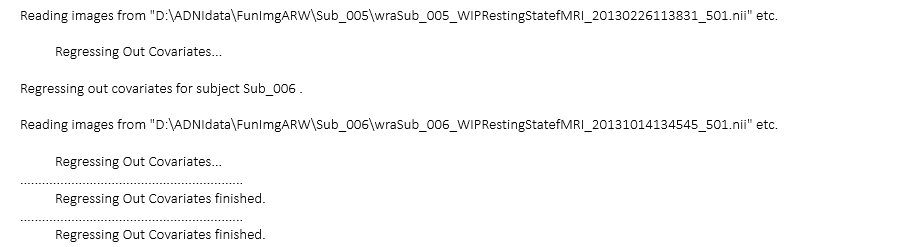 Reading images from "D:\ADNIdata\FunImgARW\Sub_005\wraSub_005_WIPRestingStatefMRI_20130226113831_501.nii" etc.
Regressing Out Covariates...
Regressing out covariates for subject Sub_006 .
Reading images from "D:\ADNIdata\FunImgARW\Sub_006\wraSub_006_WIPRestingStatefMRI_20131014134545_501.nii" etc.
Regressing Out Covariates...
.............................................................
Regressing Out Covariates finished.
.............................................................
Regressing Out Covariates finished.